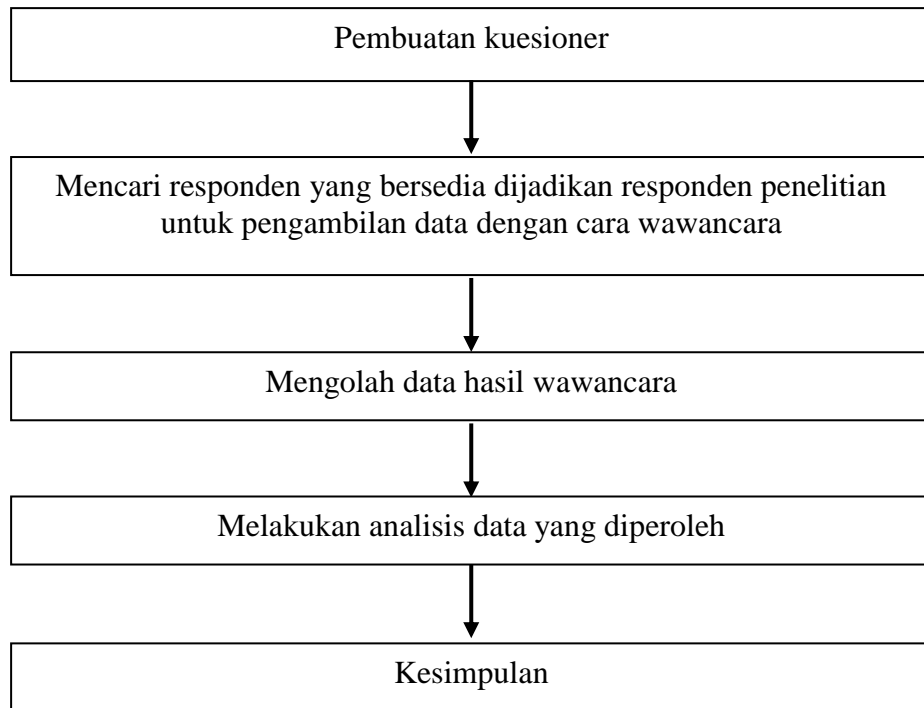 Pembuatan kuesioner
Mencari responden yang bersedia dijadikan responden penelitian
untuk pengambilan data dengan cara wawancara
Mengolah data hasil wawancara
Melakukan analisis data yang diperoleh
Kesimpulan